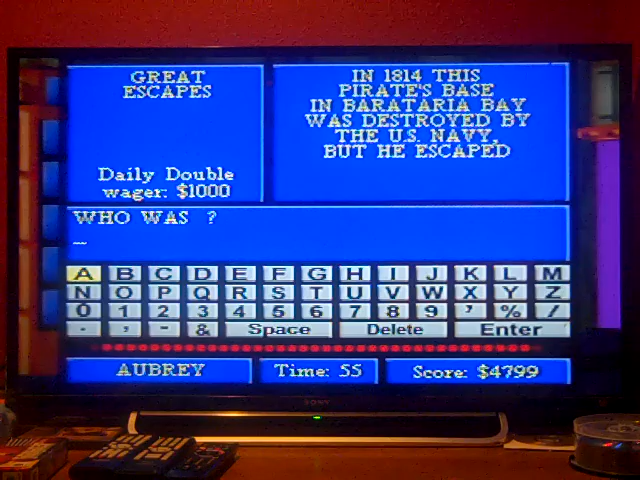 GREAT
ESCAPES
Daily Double
wager: $1000
IN 1814 THIS
PIRATE'S BASE
IN BARATARIA BAY
WAS DESTROYED BY
THE U.S. NAVY,
BUT HE ESCAPED
WHO WAS ?
A B C D E F G H I J K L M
N O P Q R S T U V W X Y Z
0 1 2 3 4 5 6 7 8 9 ' % /
. , - & Space Delete Enter
AUBREY Time: 55 Score: $4799
SONY